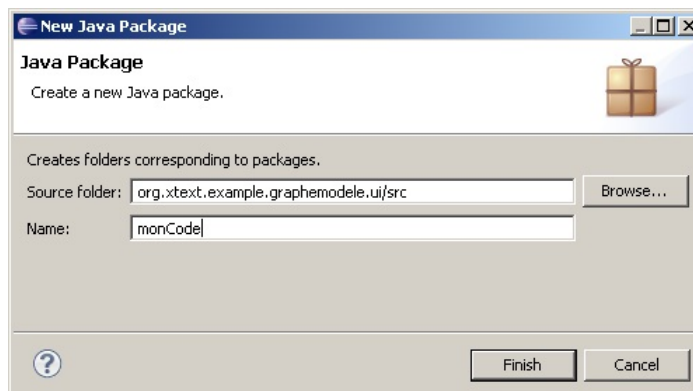 New Java Package
Java Package
Create a new Java package.
Creates folders corresponding to packages.
Source folder: org.xtext.example.graphemodele.ui/src Browse...
Name: monCode
? Finish Cancel